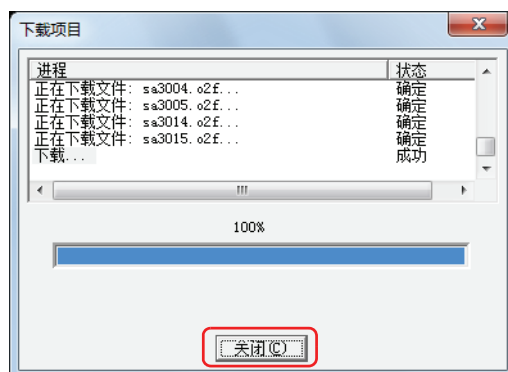 下载项目
进程 状态
正在下载文件: sa3004.o2f... 确定
正在下载文件: sa3005.o2f... 确定
正在下载文件: sa3014.o2f... 确定
正在下载文件: sa3015.o2f... 确定
下载... 成功
100%
关闭(C)